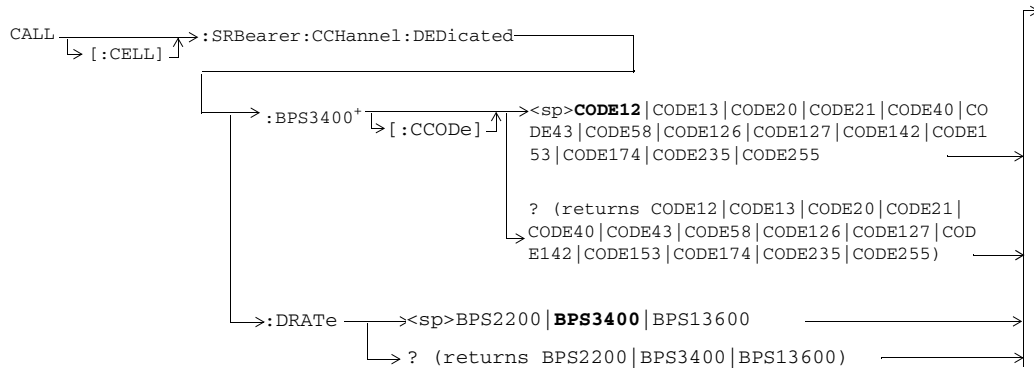 CALL [:CELL] :SRBearer:CCHannel:DEDicated
:BPS3400+ [:CCODe] <sp>CODE12|CODE13|CODE20|CODE21|CODE40|CO
DE43|CODE58|CODE126|CODE127|CODE142|CODE1
53|CODE174|CODE235|CODE255
? (returns CODE12|CODE13|CODE20|CODE21|
CODE40|CODE43|CODE58|CODE126|CODE127|COD
E142|CODE153|CODE174|CODE235|CODE255)
:DRATe <sp>BPS2200|BPS3400|BPS13600
? (returns BPS2200|BPS3400|BPS13600)